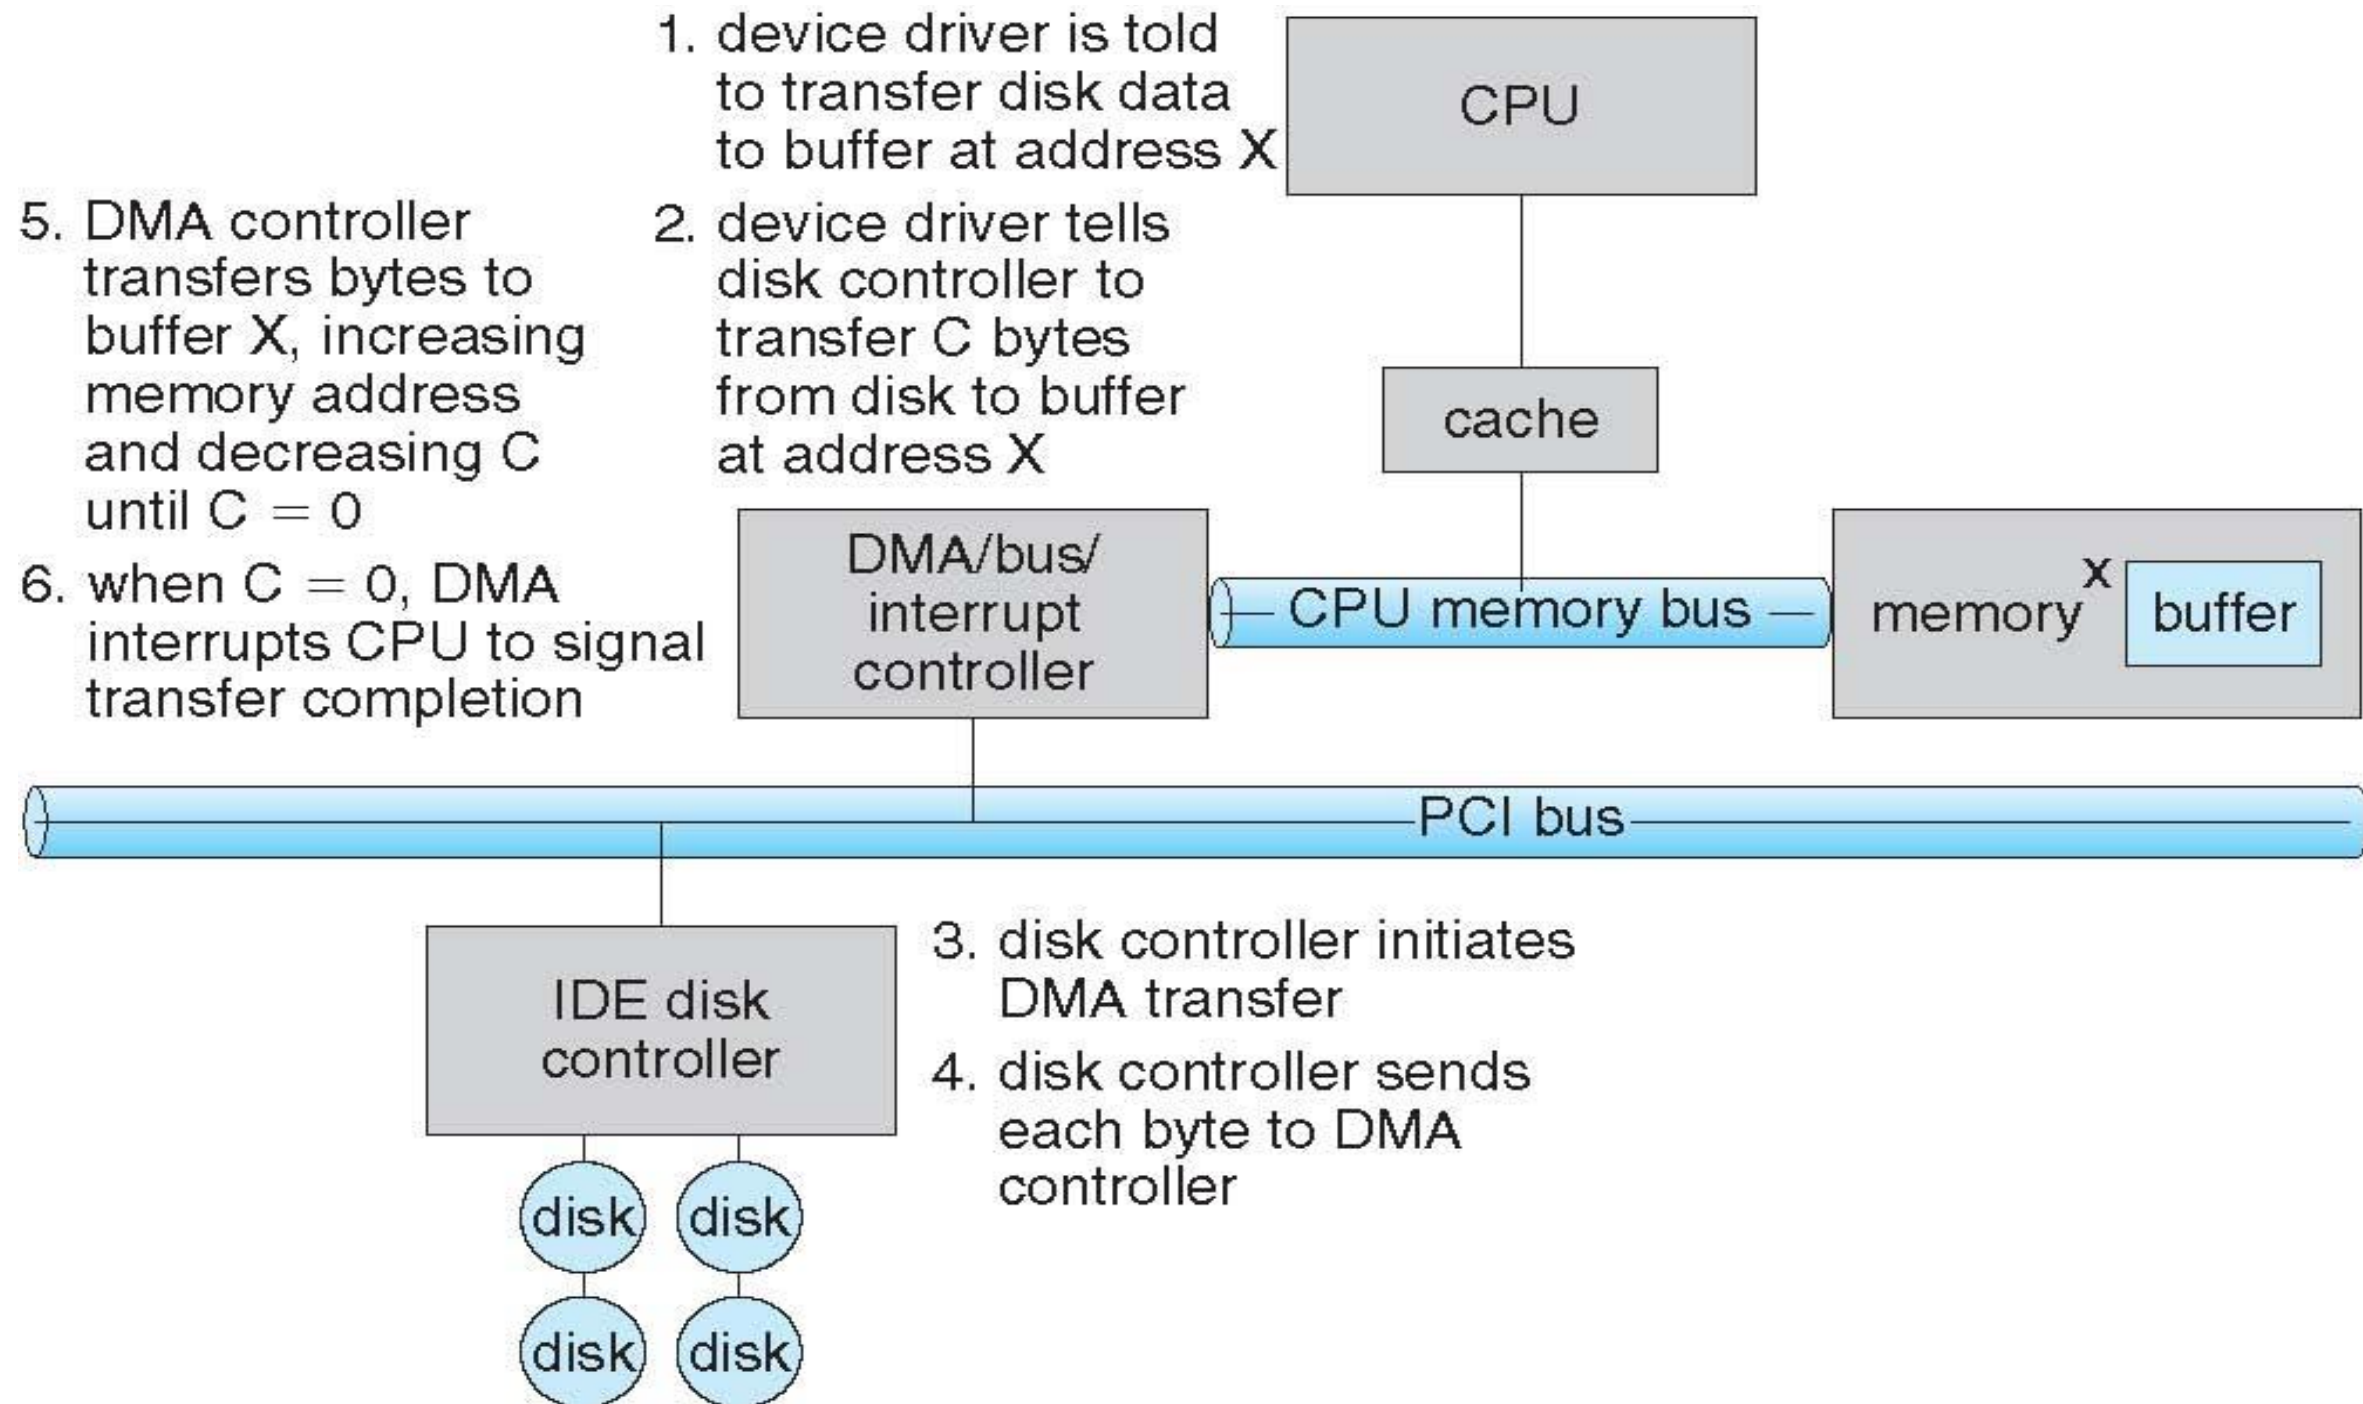 1. device driver is told
to transfer disk data
to buffer at address X
2. device driver tells
disk controller to
transfer C bytes
from disk to buffer
at address X
5. DMA controller
transfers bytes to
buffer X, increasing
memory address
and decreasing C
until C = 0
6. when C = 0, DMA
interrupts CPU to signal
transfer completion
CPU
cache
DMA/bus/
interrupt
controller
CPU memory bus
memory
x
buffer
PCI bus
IDE disk
controller
3. disk controller initiates
DMA transfer
4. disk controller sends
each byte to DMA
controller
disk
disk
disk
disk